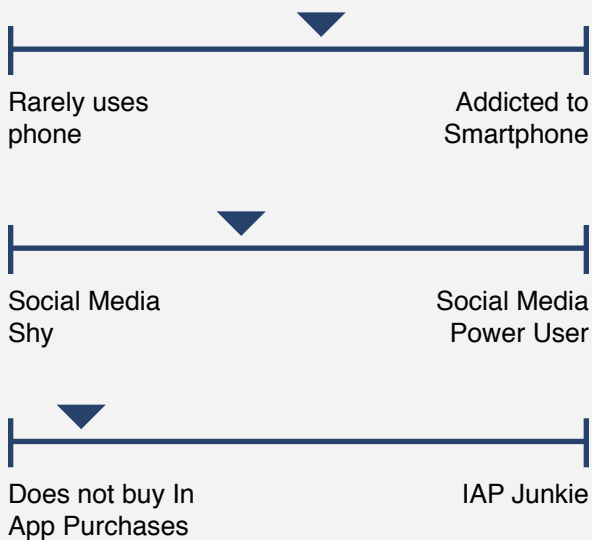 Rarely uses
phone
Addicted to
Smartphone
Social Media
Shy
Social Media
Power User
Does not buy In
App Purchases
IAP Junkie